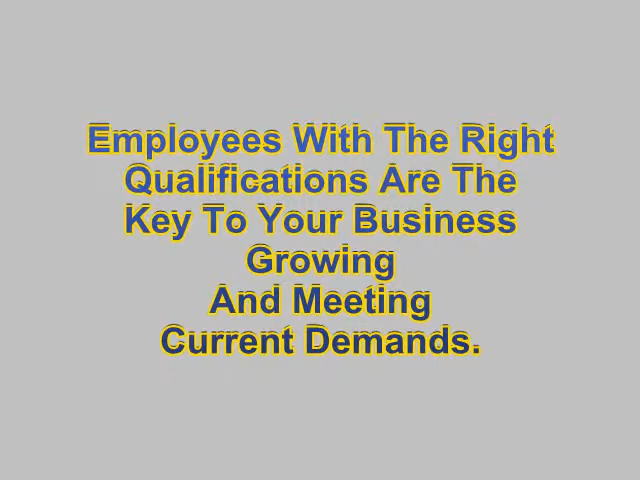 Employees With The Right
Qualifications Are The
Key To Your Business
Growing
And Meeting
Current Demands.